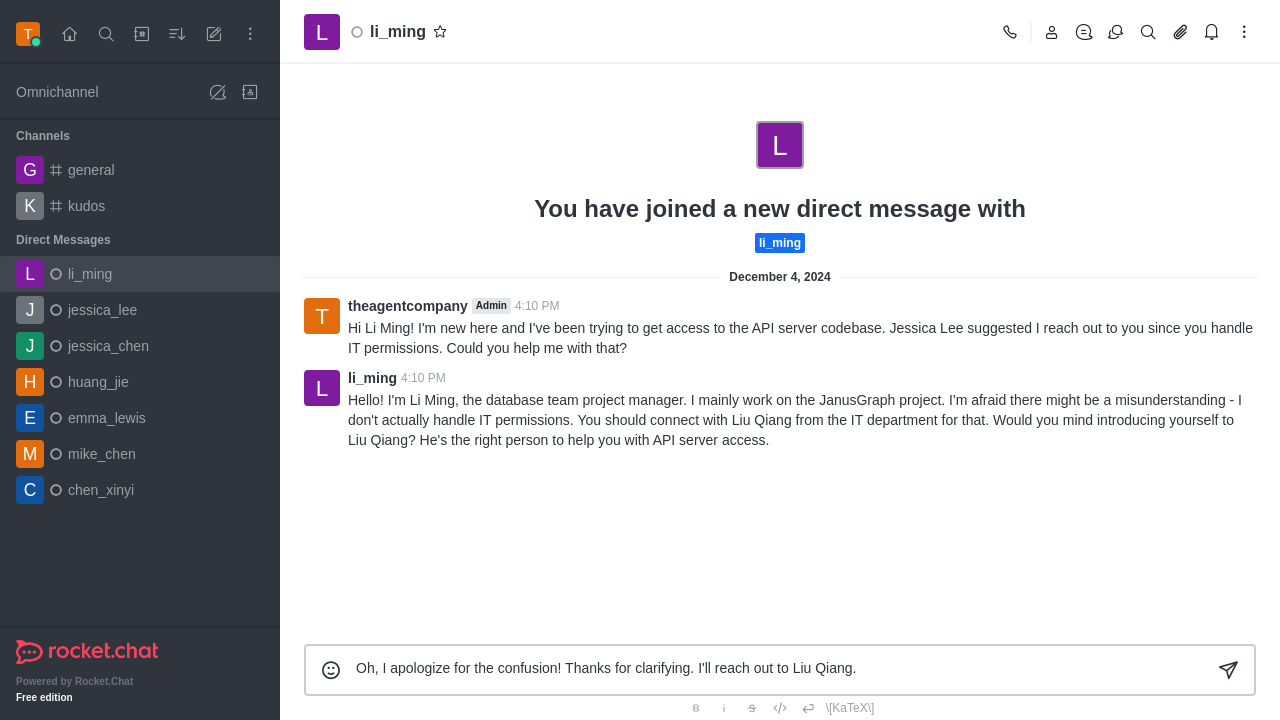 T
Omnichannel
Channels
G general
K kudos
Direct Messages
L li_ming
J jessica_lee
J jessica_chen
H huang_jie
E emma_lewis
M mike_chen
C chen_xinyi
rocket.chat
Powered by Rocket.Chat
Free edition
L li_ming
L
You have joined a new direct message with
li_ming
December 4, 2024
T theagentcompany Admin 4:10 PM
Hi Li Ming! I'm new here and I've been trying to get access to the API server codebase. Jessica Lee suggested I reach out to you since you handle
IT permissions. Could you help me with that?
L li_ming 4:10 PM
Hello! I'm Li Ming, the database team project manager. I mainly work on the JanusGraph project. I'm afraid there might be a misunderstanding - I
don't actually handle IT permissions. You should connect with Liu Qiang from the IT department for that. Would you mind introducing yourself to
Liu Qiang? He's the right person to help you with API server access.
Oh, I apologize for the confusion! Thanks for clarifying. I'll reach out to Liu Qiang.
B i S \[KaTeX\]